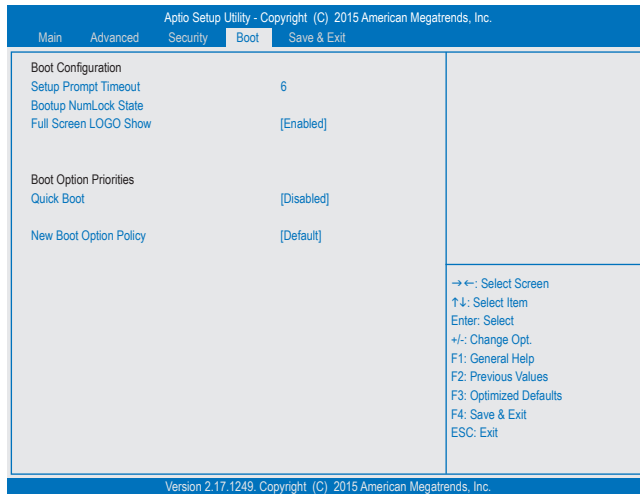 Aptio Setup Utility - Copyright (C) 2015 American Megatrends, Inc.
Main Advanced Security Boot Save & Exit
Boot Configuration
Setup Prompt Timeout 6
Bootup NumLock State
Full Screen LOGO Show [Enabled]
Boot Option Priorities
Quick Boot [Disabled]
New Boot Option Policy [Default]
→←: Select Screen
↑↓: Select Item
Enter: Select
+/-: Change Opt.
F1: General Help
F2: Previous Values
F3: Optimized Defaults
F4: Save & Exit
ESC: Exit
Version 2.17.1249. Copyright (C) 2015 American Megatrends, Inc.